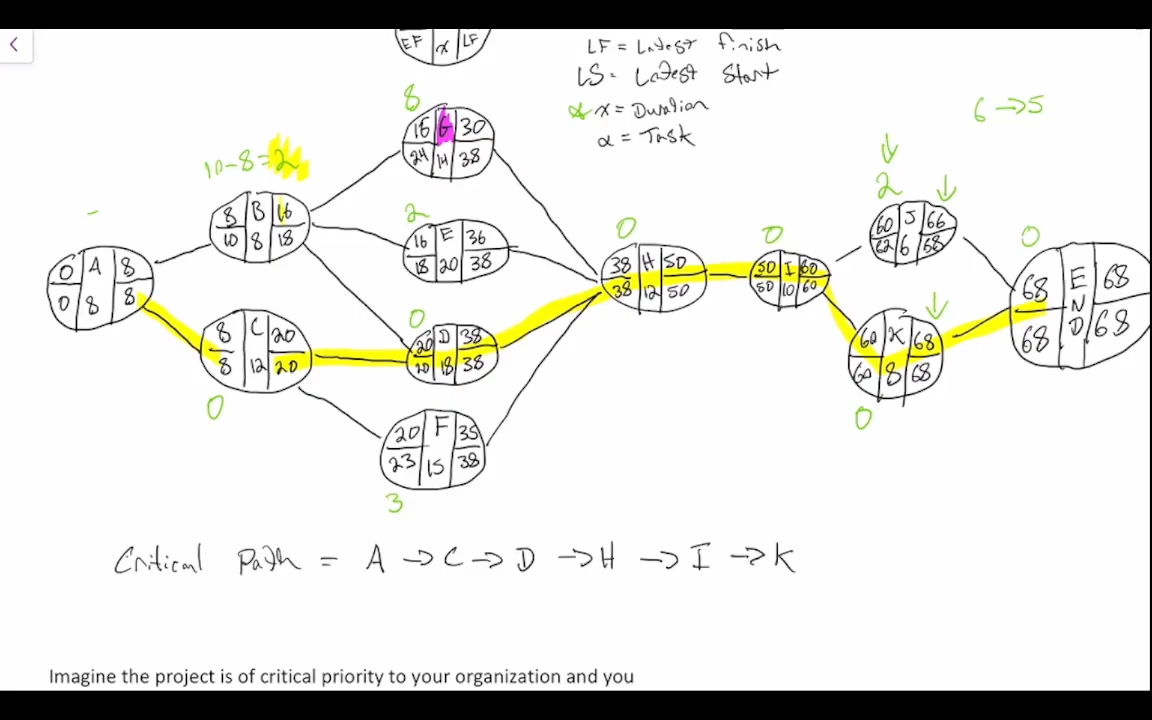 EF x LF
LF = Latest finish
LS = Latest Start
x = Duration
α = Task
6 → 5
8
16 G 30
24 14 38
10-8=2
8 B 16
10 8 18
2
16 E 36
18 20 38
0 A 8
0 8 8
8 C 20
8 12 20
0
0
20 D 38
20 18 38
20 F 35
23 15 38
3
0
38 H 50
38 12 50
0
50 I 60
50 10 60
2
60 J 66
62 6 68
60 K 68
60 8 68
0
0
68 END 68
68 68
Critical Path = A → C → D → H → I → K
Imagine the project is of critical priority to your organization and you